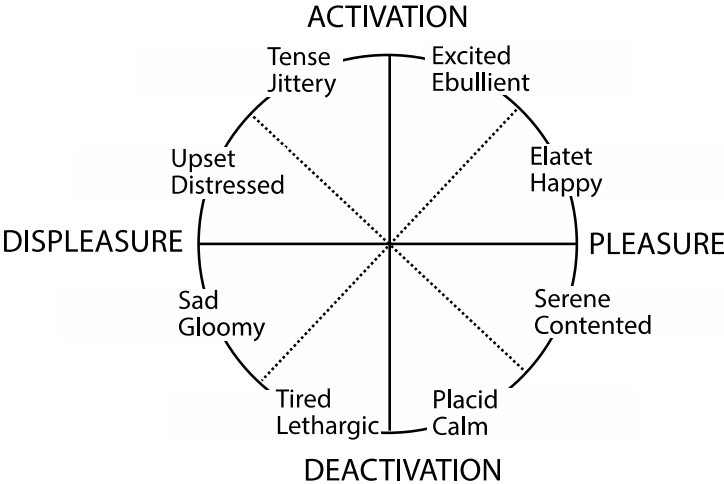 ACTIVATION
Tense
Jittery
Excited
Ebullient
Upset
Distressed
Elatet
Happy
DISPLEASURE
PLEASURE
Sad
Gloomy
Serene
Contented
Tired
Lethargic
Placid
Calm
DEACTIVATION